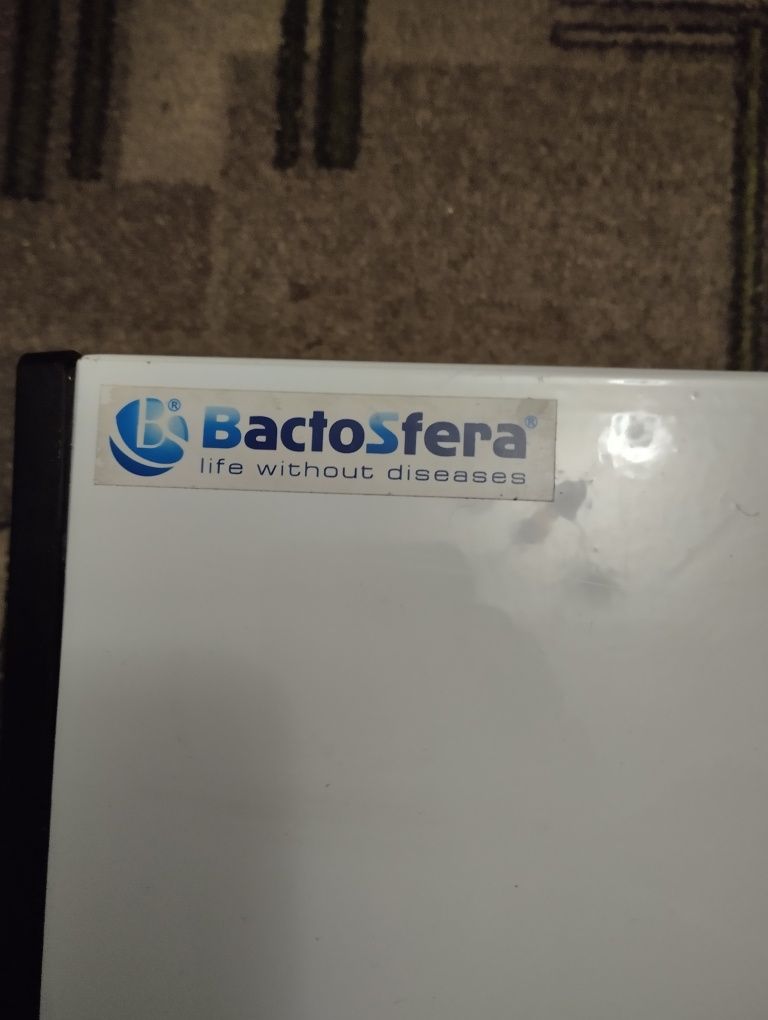 B®
BactoSfera®
life without diseases